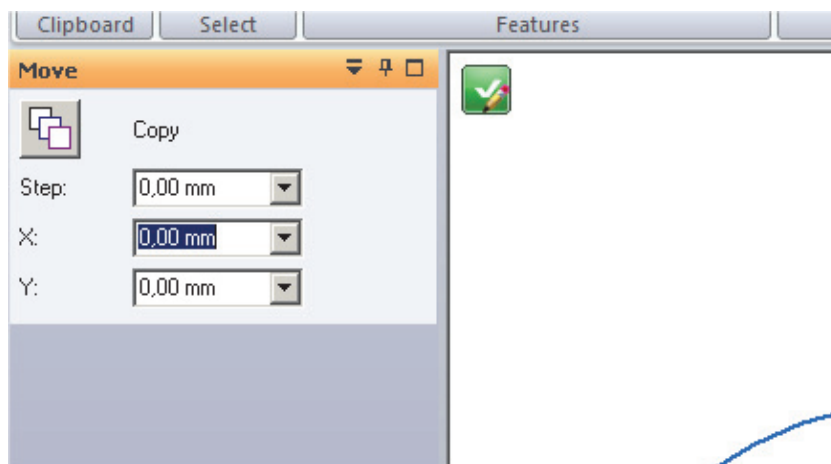 Clipboard Select Features
Move
Copy
Step: 0,00 mm
X: 0,00 mm
Y: 0,00 mm